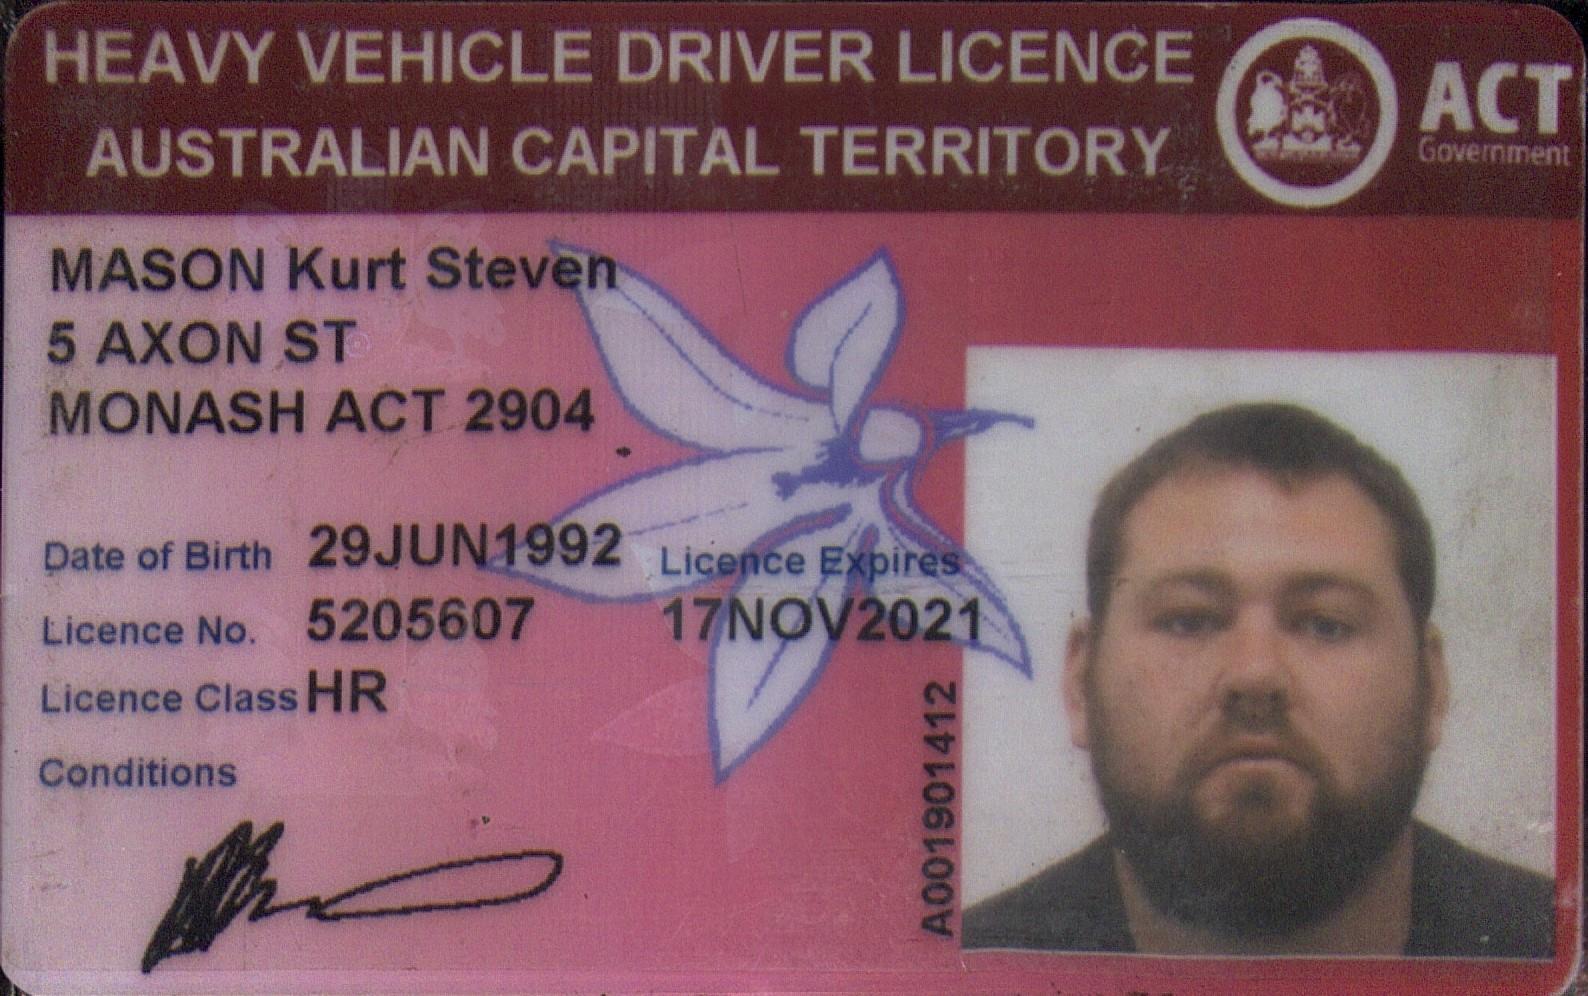 HEAVY VEHICLE DRIVER LICENCE
AUSTRALIAN CAPITAL TERRITORY
ACT
Government
MASON Kurt Steven
5 AXON ST
MONASH ACT 2904
Date of Birth 29JUN1992
Licence Expires
Licence No. 5205607
17NOV2021
Licence Class HR
Conditions
A001901412